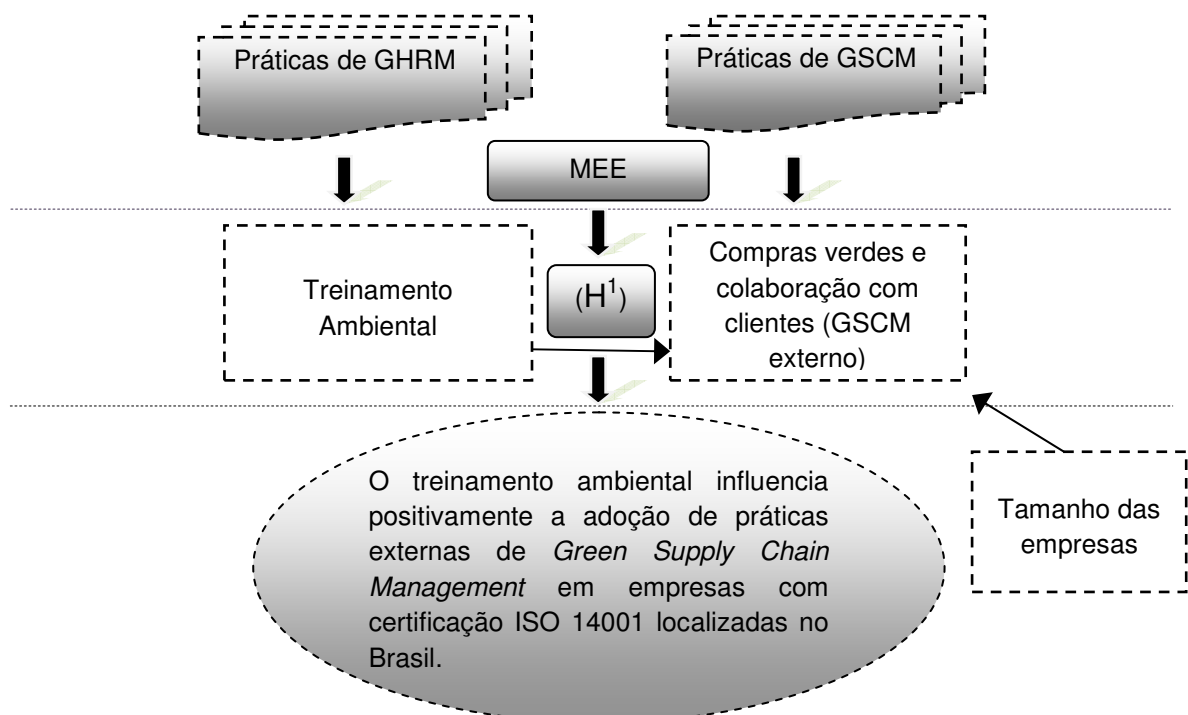 Práticas de GHRM
Práticas de GSCM
MEE
Treinamento
Ambiental
(H¹)
Compras verdes e
colaboração com
clientes (GSCM
externo)
O treinamento ambiental influencia
positivamente a adoção de práticas
externas de Green Supply Chain
Management em empresas com
certificação ISO 14001 localizadas no
Brasil.
Tamanho das
empresas